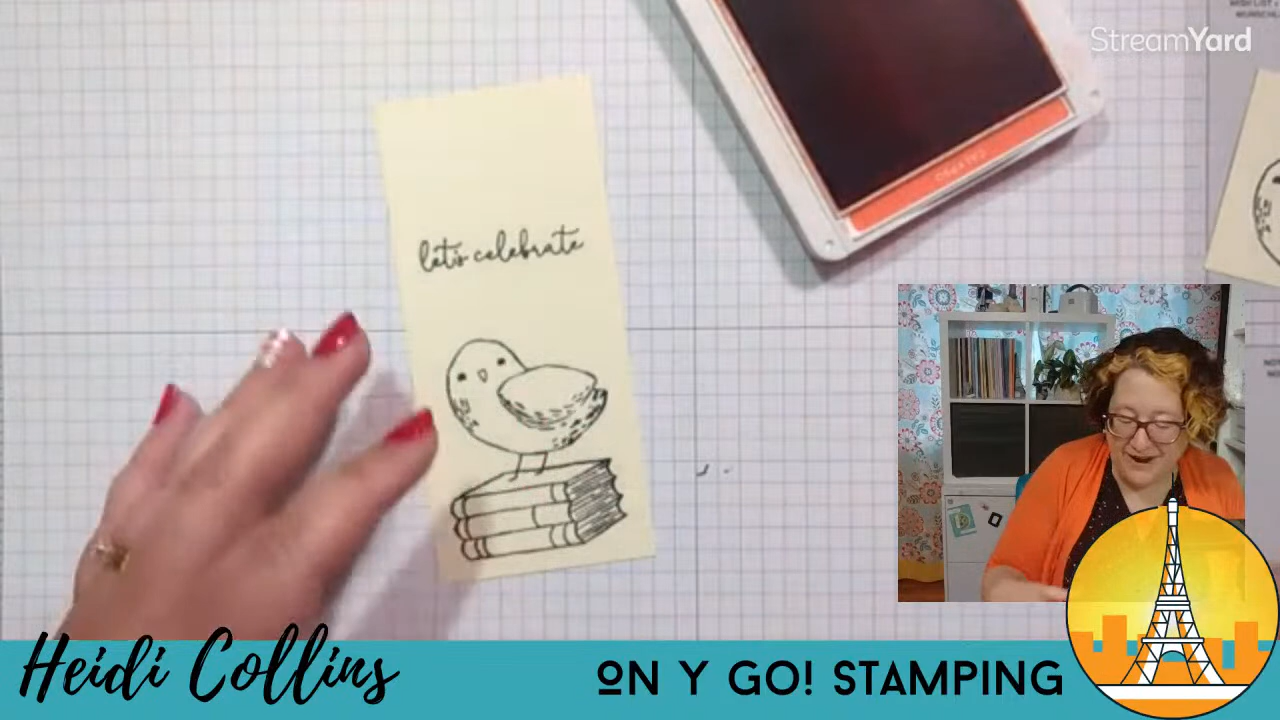 StreamYard
let's celebrate
Heidi Collins
ON Y GO! STAMPING